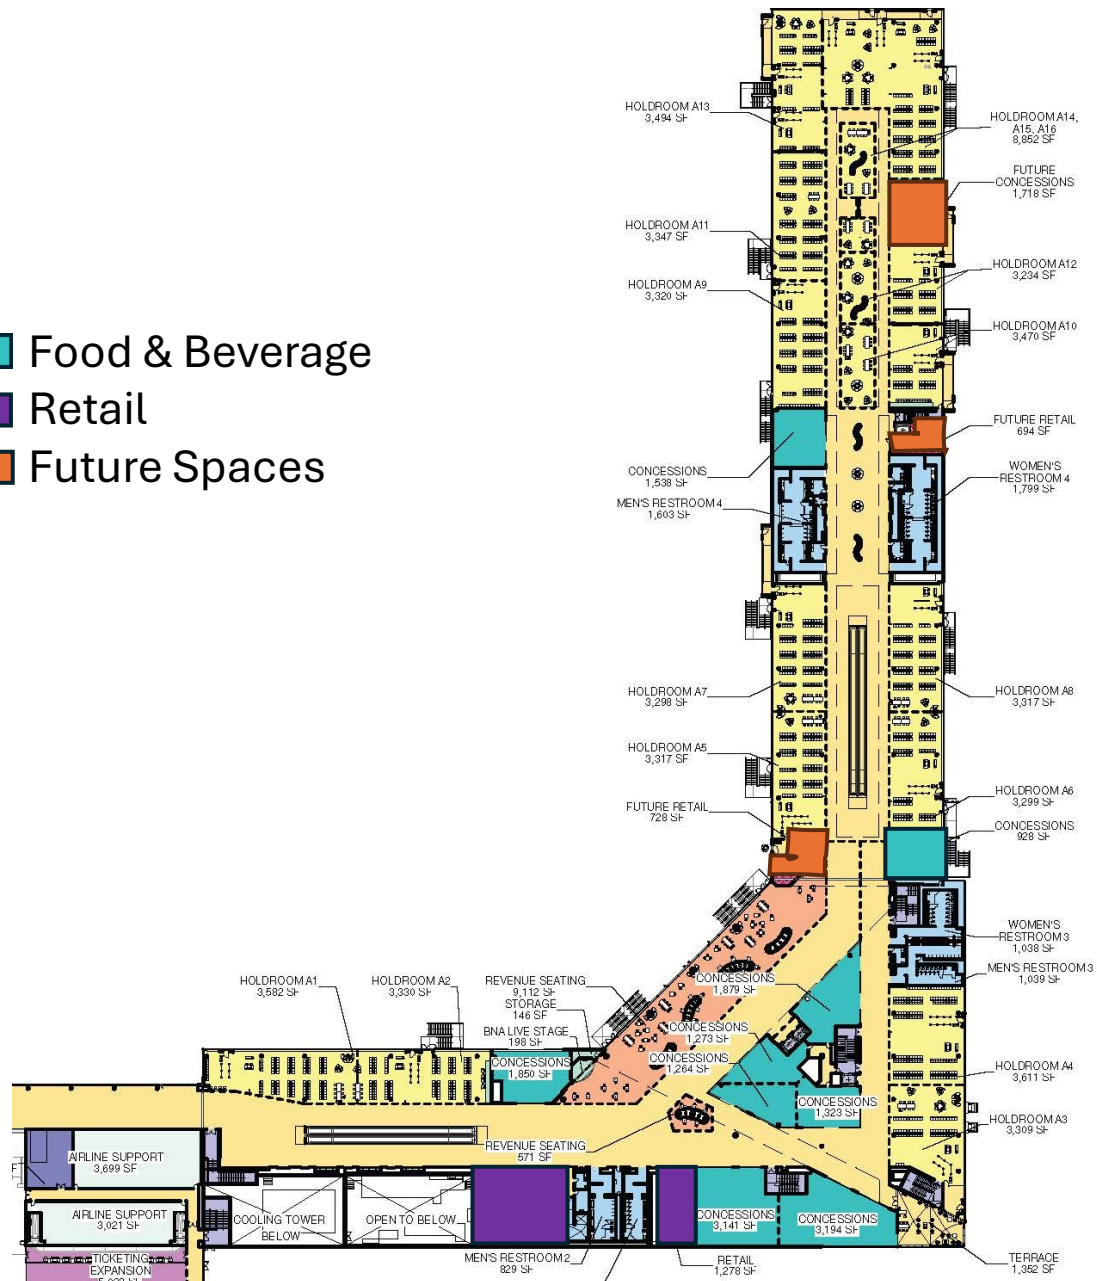 HOLDROOM A13
3,494 SF
HOLDROOM A14,
A15, A16
8,852 SF
FUTURE
CONCESSIONS
1,718 SF
HOLDROOM A11
3,347 SF
HOLDROOM A12
3,234 SF
HOLDROOM A9
3,320 SF
HOLDROOM A10
3,470 SF
Food & Beverage
Retail
Future Spaces
FUTURE RETAIL
694 SF
CONCESSIONS
1,538 SF
WOMEN'S
RESTROOM 4
1,799 SF
MEN'S RESTROOM 4
1,603 SF
HOLDROOM A7
3,298 SF
HOLDROOM A8
3,317 SF
HOLDROOM A5
3,317 SF
HOLDROOM A6
3,299 SF
FUTURE RETAIL
728 SF
CONCESSIONS
928 SF
WOMEN'S
RESTROOM 3
1,038 SF
MEN'S RESTROOM 3
1,039 SF
HOLDROOM A1
3,582 SF
HOLDROOM A2
3,330 SF
REVENUE SEATING
9,112 SF
STORAGE
146 SF
BNA LIVE STAGE
198 SF
CONCESSIONS
1,879 SF
CONCESSIONS
1,273 SF
CONCESSIONS
1,264 SF
CONCESSIONS
1,850 SF
CONCESSIONS
1,323 SF
HOLDROOM A4
3,611 SF
HOLDROOM A3
3,309 SF
REVENUE SEATING
571 SF
AIRLINE SUPPORT
3,699 SF
AIRLINE SUPPORT
3,021 SF
COOLING TOWER
BELOW
OPEN TO BELOW
CONCESSIONS
3,141 SF
CONCESSIONS
3,194 SF
TICKETING
EXPANSION
MEN'S RESTROOM 2
829 SF
RETAIL
1,278 SF
TERRACE
1,352 SF